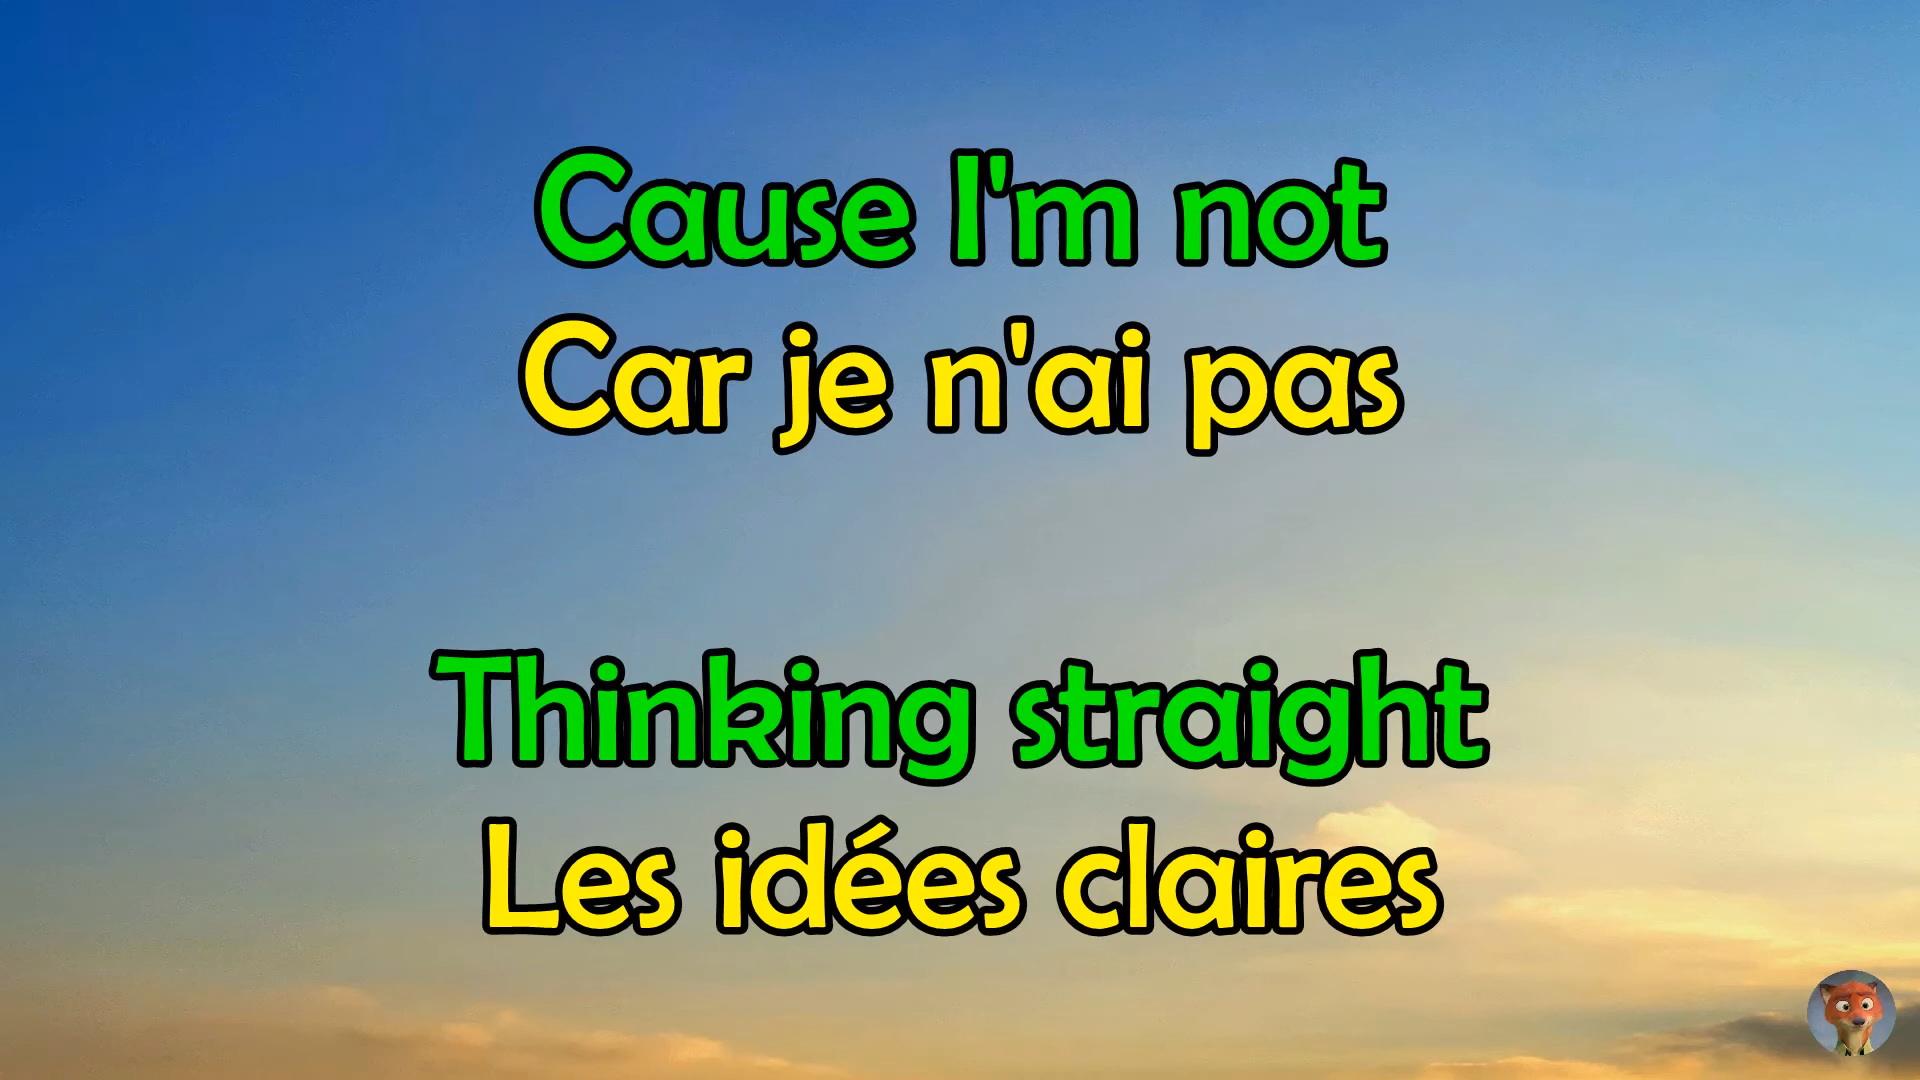 Cause I'm not
Car je n'ai pas
Thinking straight
Les idées claires